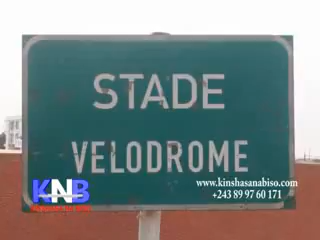 STADE
VELODROME
KNB
www.kinshasanabiso.com
+243 89 97 60 171